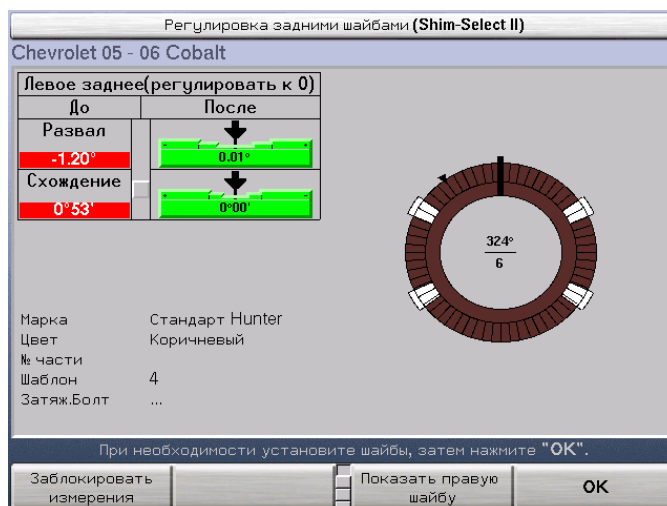 Регулировка задними шайбами (Shim-Select II)
Chevrolet 05 - 06 Cobalt
Левое заднее(регулировать к 0)
До После
Развал
-1.20° 0.01°
Схождение
0°53' 0°00'
324°
6
Марка Стандарт Hunter
Цвет Коричневый
№ части
Шаблон 4
Затяж.Болт ...
При необходимости установите шайбы, затем нажмите "OK".
Заблокировать измерения
Показать правую шайбу
OK